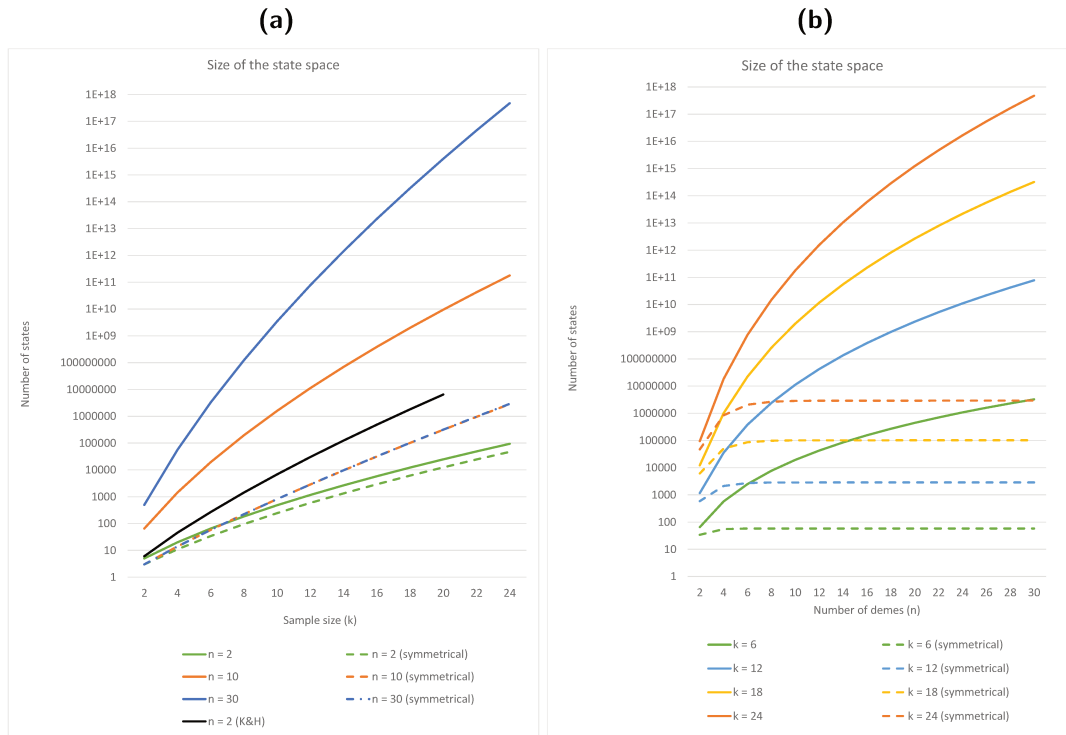 (a)
Size of the state space
1E+18
1E+17
1E+16
1E+15
1E+14
1E+13
1E+12
1E+11
1E+10
1E+09
100000000
10000000
1000000
100000
10000
1000
100
10
1
Number of states
2 4 6 8 10 12 14 16 18 20 22 24
Sample size (k)
n = 2
n = 2 (symmetrical)
n = 10
n = 10 (symmetrical)
n = 30
n = 30 (symmetrical)
n = 2 (K&H)
(b)
Size of the state space
1E+18
1E+17
1E+16
1E+15
1E+14
1E+13
1E+12
1E+11
1E+10
1E+09
100000000
10000000
1000000
100000
10000
1000
100
10
1
Number of states
2 4 6 8 10 12 14 16 18 20 22 24 26 28 30
Number of demes (n)
k = 6
k = 6 (symmetrical)
k = 12
k = 12 (symmetrical)
k = 18
k = 18 (symmetrical)
k = 24
k = 24 (symmetrical)